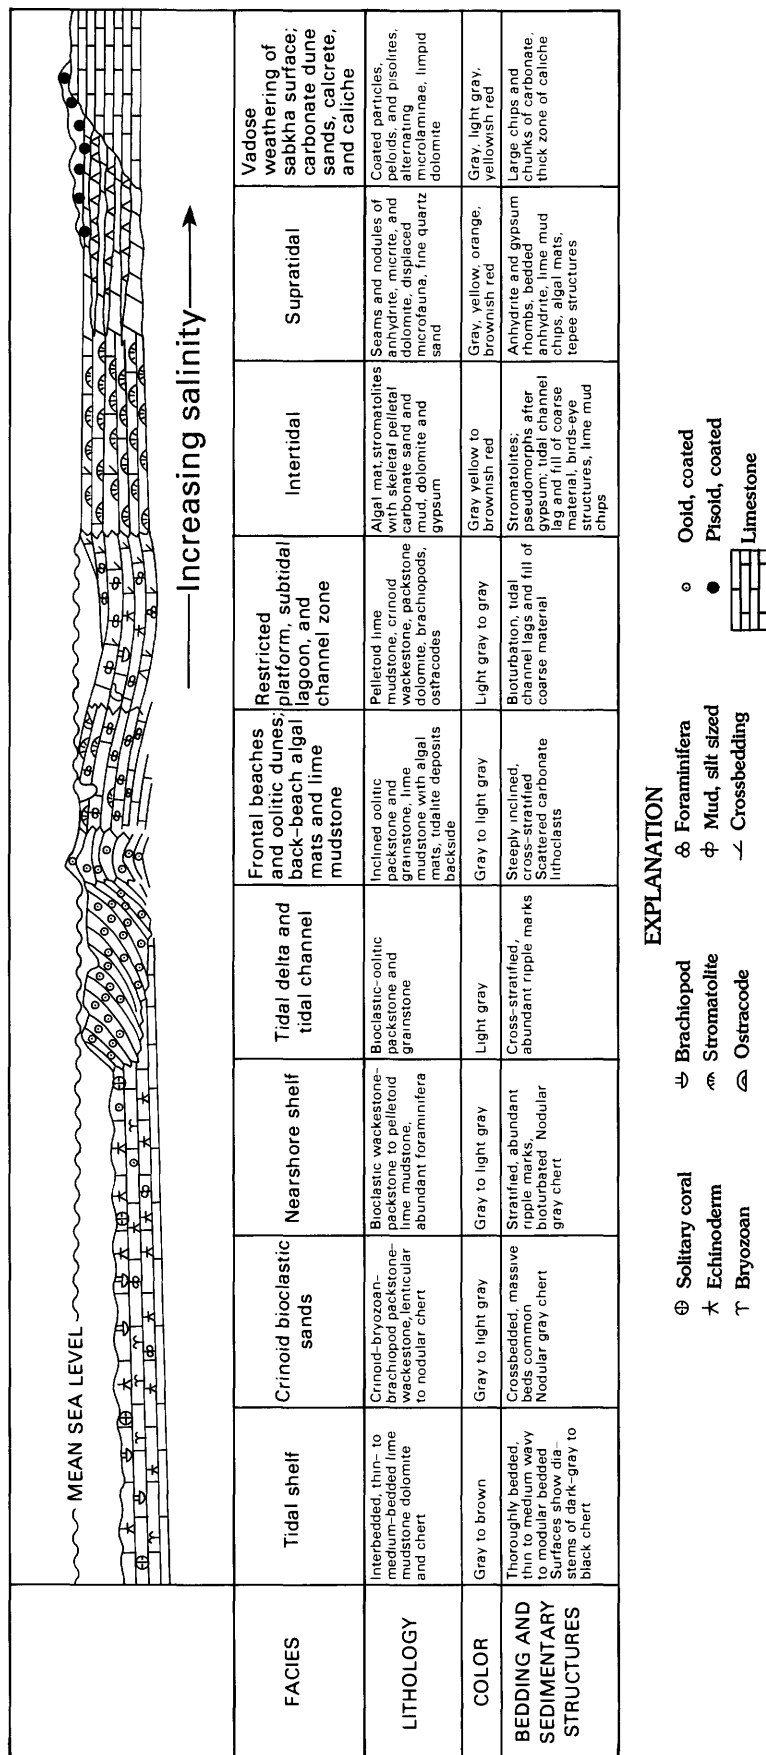 MEAN SEA LEVEL
Increasing salinity
FACIES
Tidal shelf
Crinoid bioclastic
sands
Nearshore shelf
Tidal delta and
tidal channel
Frontal beaches
and oolitic dunes;
back-beach algal
mats and lime
mudstone
Restricted
platform, subtidal
lagoon, and
channel zone
Intertidal
Supratidal
Vadose
weathering of
sabkha surface;
carbonate dune
sands, calcrete,
and caliche
LITHOLOGY
Interbedded, thin- to
medium-bedded lime
mudstone dolomite
and chert
Crinoid-bryozoan-
brachiopod packstone-
wackestone, lenticular
to nodular chert
Bioclastic wackestone-
packstone to pelletoid
lime mudstone,
abundant foraminifera
Bioclastic-oolitic
packstone and
grainstone
Inclined oolitic
packstone and
grainstone, lime
mudstone with algal
mats, tidalite deposits
backside
Pelletoid lime
mudstone, crinoid
wackestone, packstone
dolomite, brachiopods,
ostracodes
Algal mat, stromatolites
with skeletal pelletal
carbonate sand and
mud, dolomite and
gypsum
Seams and nodules of
anhydrite, micrite, and
dolomite, displaced
microfauna, fine quartz
sand
Coated particles,
peloids, and pisolites,
alternating
microlaminae, limpid
dolomite
COLOR
Gray to brown
Gray to light gray
Gray to light gray
Light gray
Gray to light gray
Light gray to gray
Gray yellow to
brownish red
Gray, yellow, orange,
brownish red
Gray, light gray,
yellowish red
BEDDING AND
SEDIMENTARY
STRUCTURES
Thoroughly bedded,
thin to medium wavy
to modular bedded
Surfaces show dia-
stems of dark-gray to
black chert
Crossbedded, massive
beds common
Nodular gray chert
Stratified, abundant
ripple marks,
bioturbated Nodular
gray chert
Cross-stratified,
abundant ripple marks
Steeply inclined,
cross-stratified
Scattered carbonate
lithoclasts
Bioturbation, tidal
channel lags and fill of
coarse material
Stromatolites;
pseudomorphs after
gypsum; tidal channel
lag and fill of coarse
material, birds-eye
structures, lime mud
chips
Anhydrite and gypsum
rhombs, bedded
anhydrite, lime mud
chips, algal mats,
tepee structures
Large chips and
chunks of carbonate,
thick zone of caliche
EXPLANATION
Solitary coral
Echinoderm
Bryozoan
Brachiopod
Stromatolite
Ostracode
Foraminifera
Mud, silt sized
Crossbedding
Ooid, coated
Pisoid, coated
Limestone